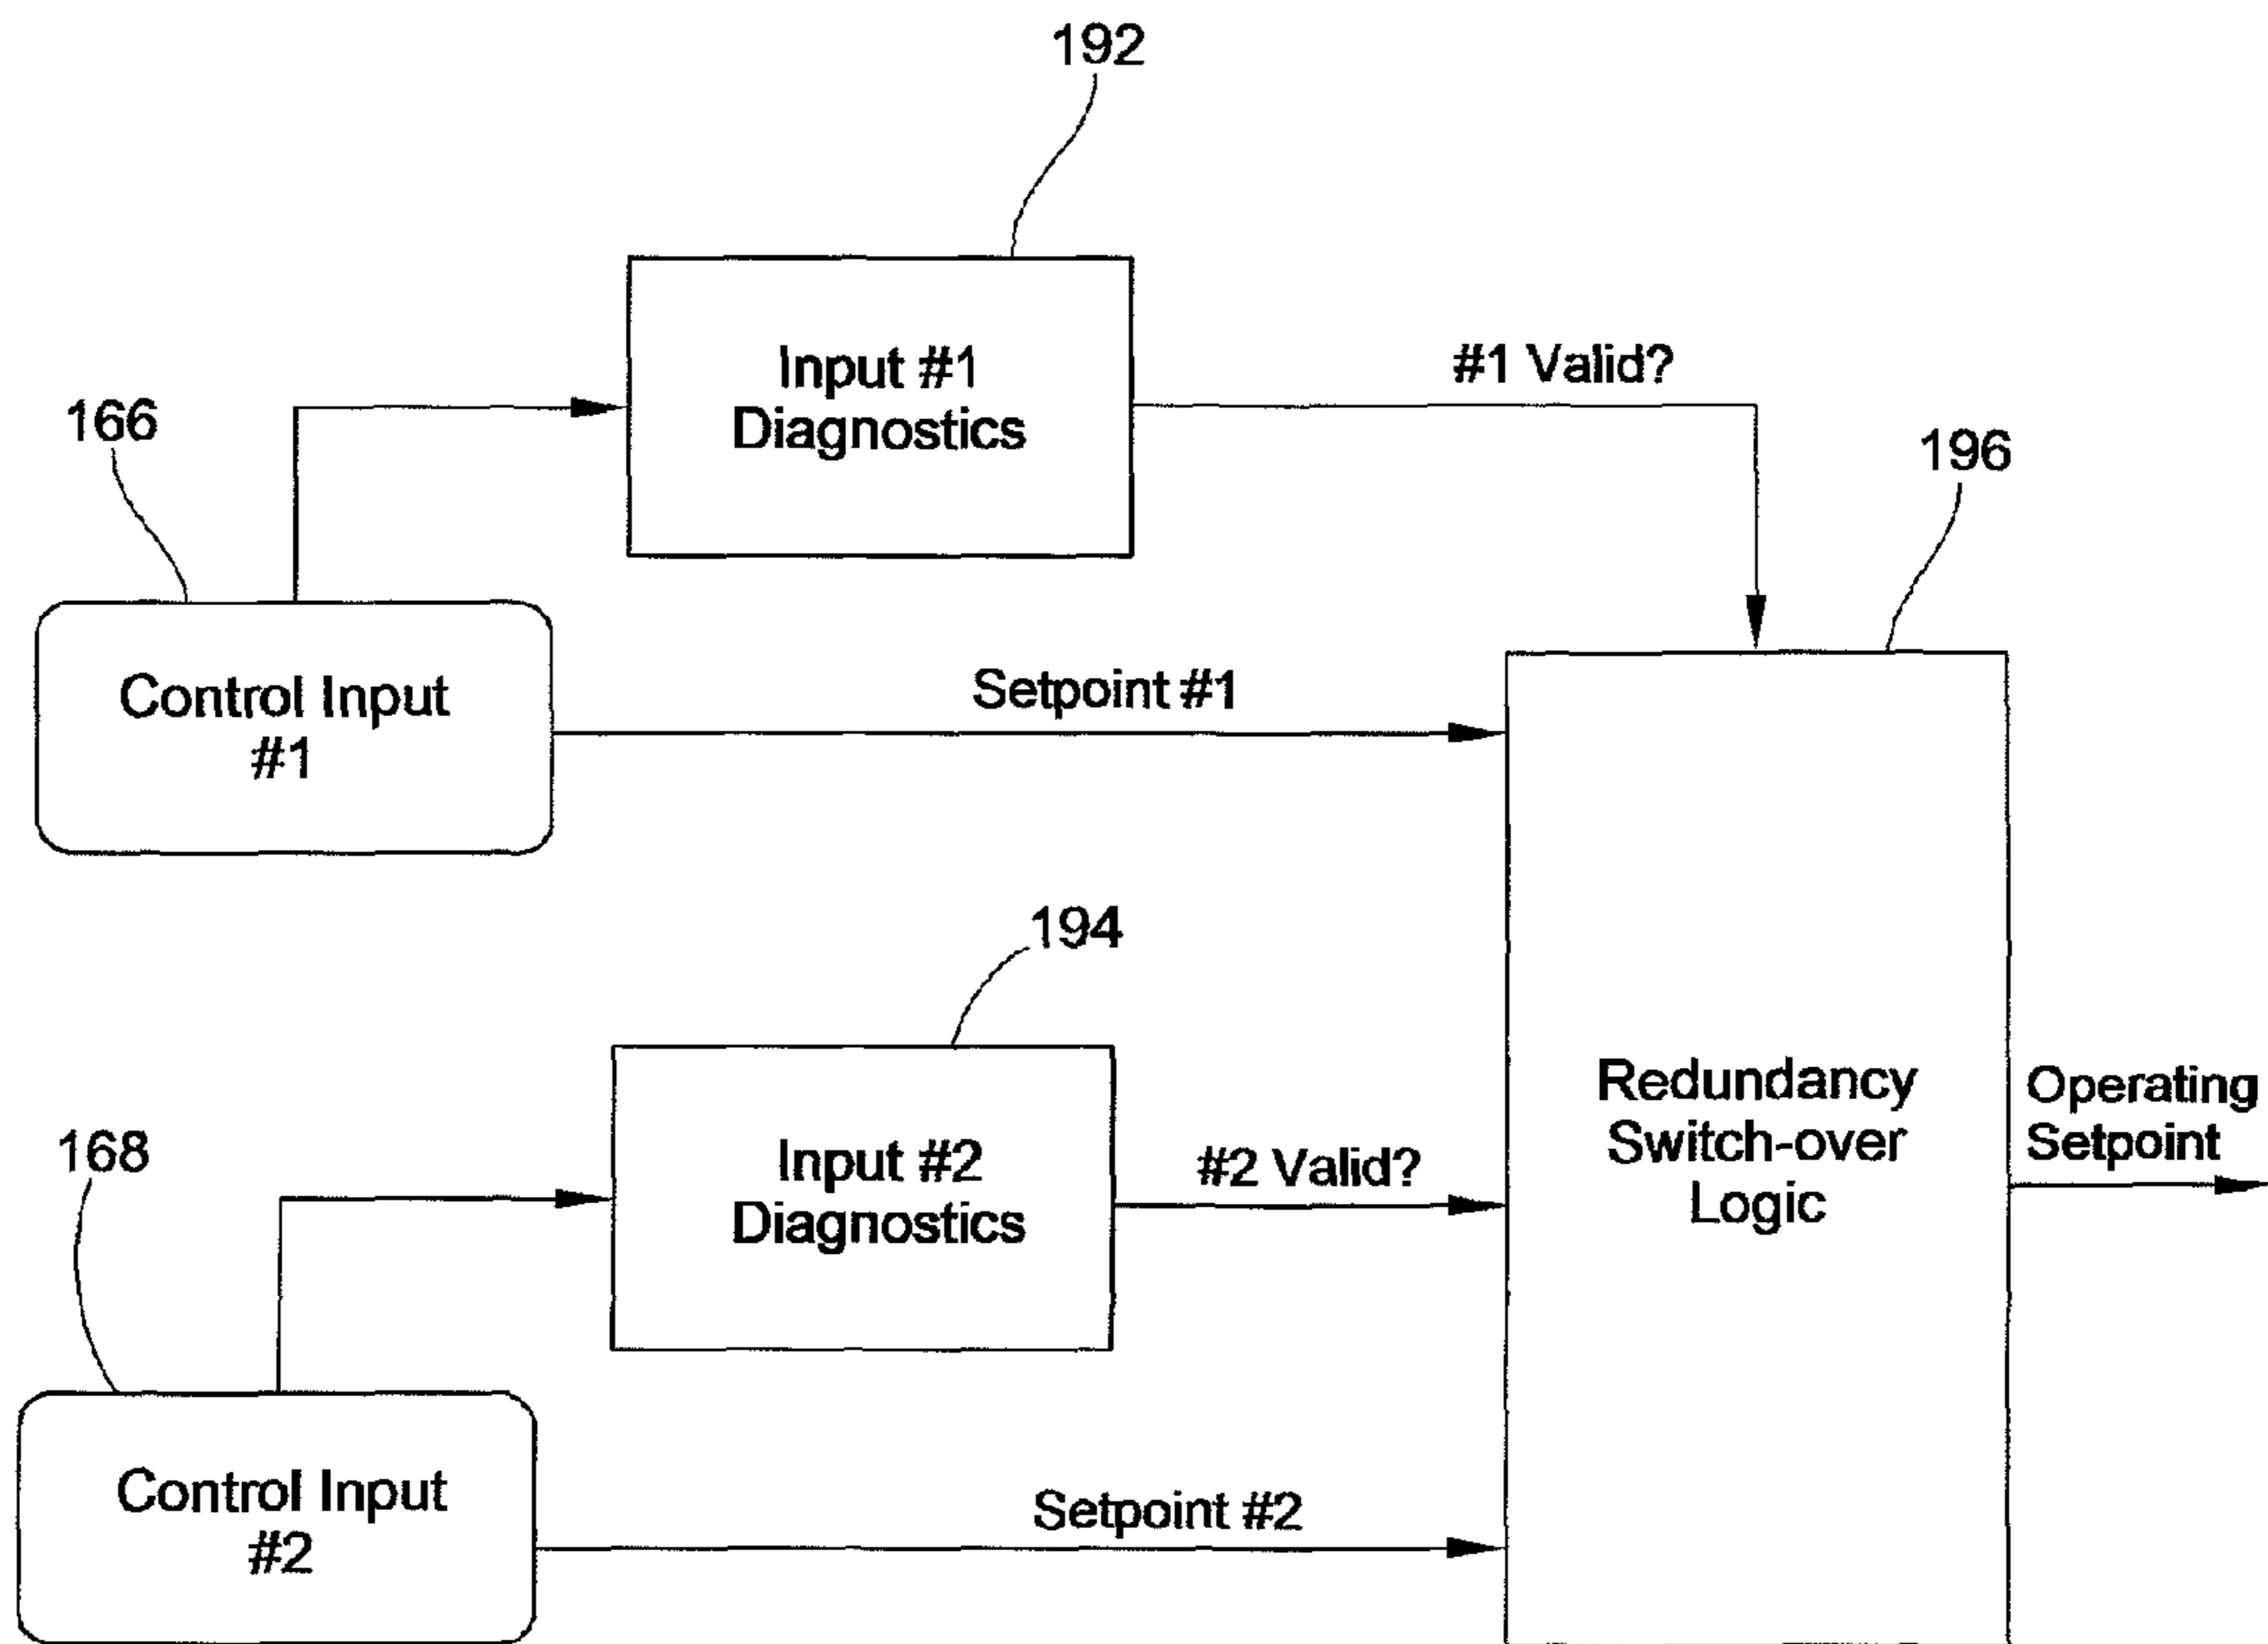 192
Input #1
Diagnostics
#1 Valid?
166
196
Control Input
#1
Setpoint #1
194
Input #2
Diagnostics
#2 Valid?
168
Redundancy
Switch-over
Logic
Operating
Setpoint
Control Input
#2
Setpoint #2